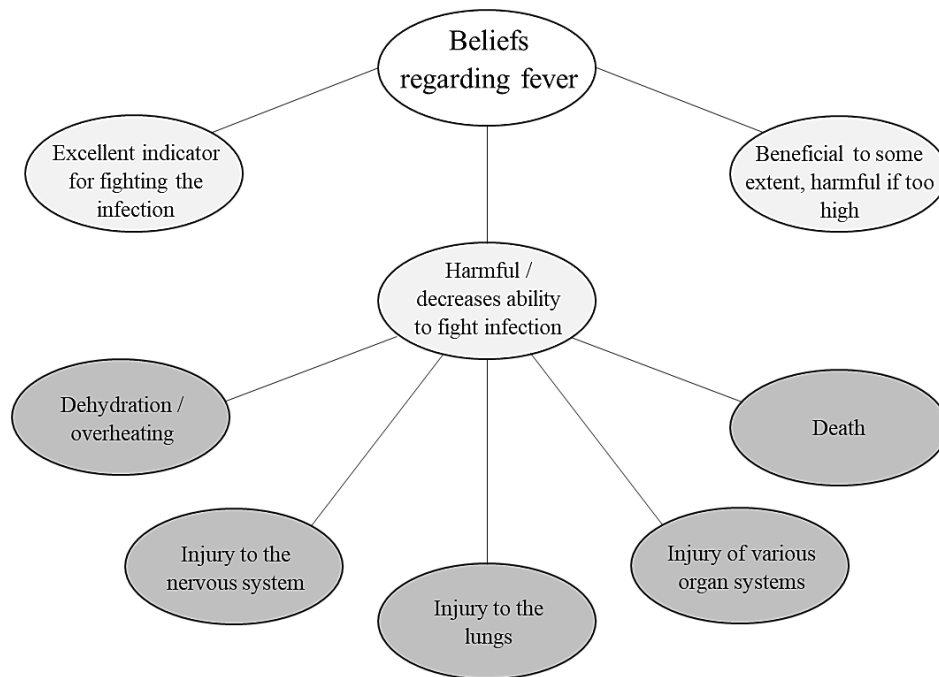 Beliefs
regarding fever
Excellent indicator
for fighting the
infection
Beneficial to some
extent, harmful if too
high
Harmful /
decreases ability
to fight infection
Dehydration /
overheating
Death
Injury to the
nervous system
Injury of various
organ systems
Injury to the
lungs